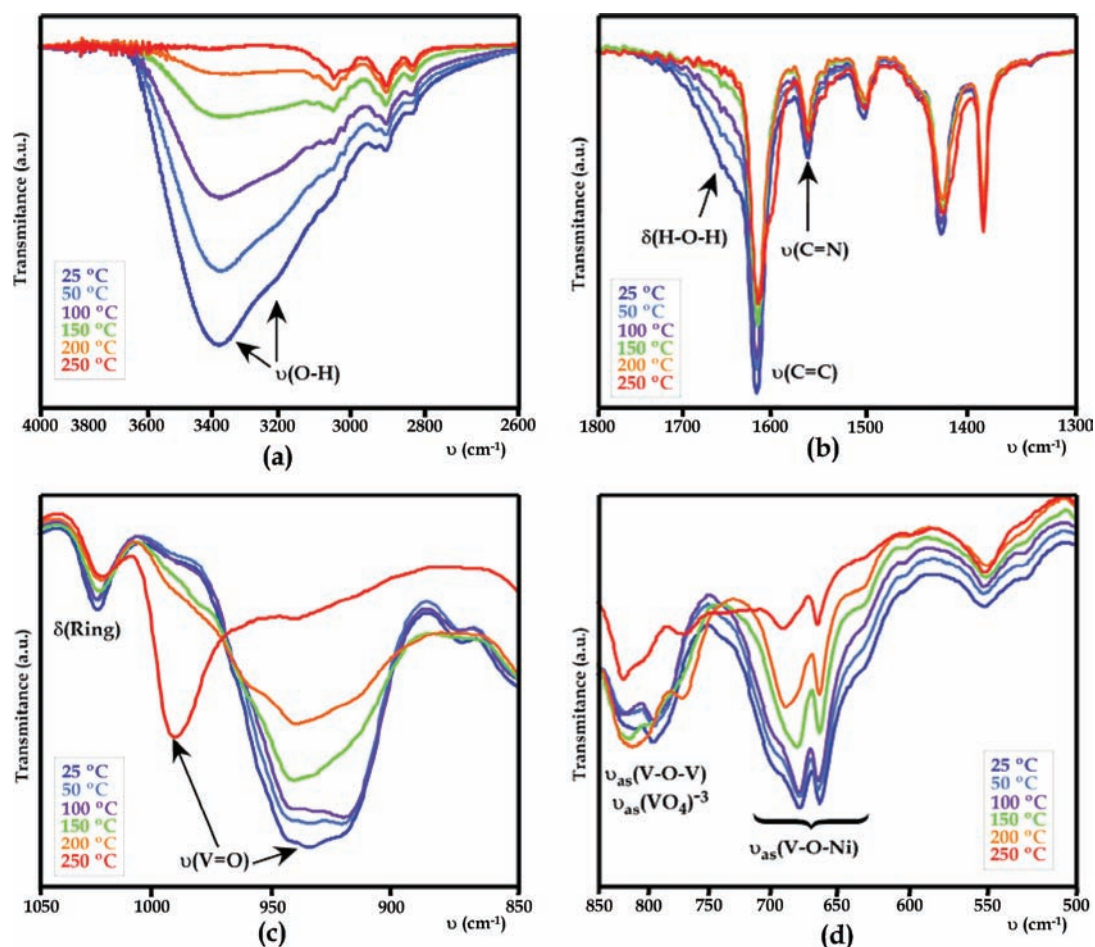 Transmitance (a.u.)
25 °C
50 °C
100 °C
150 °C
200 °C
250 °C
υ(O-H)
4000 3800 3600 3400 3200 3000 2800 2600
(a)
υ (cm-1)
Transmitance (a.u.)
δ(H-O-H)
υ(C=N)
25 °C
50 °C
100 °C
150 °C
200 °C
250 °C
υ(C=C)
1800 1700 1600 1500 1400 1300
(b)
υ (cm-1)
Transmitance (a.u.)
δ(Ring)
25 °C
50 °C
100 °C
150 °C
200 °C
250 °C
υ(V=O)
1050 1000 950 900 850
(c)
υ (cm-1)
Transmitance (a.u.)
υas(V-O-V)
υas(VO4)-3
υas(V-O-Ni)
25 °C
50 °C
100 °C
150 °C
200 °C
250 °C
850 800 750 700 650 600 550 500
(d)
υ (cm-1)